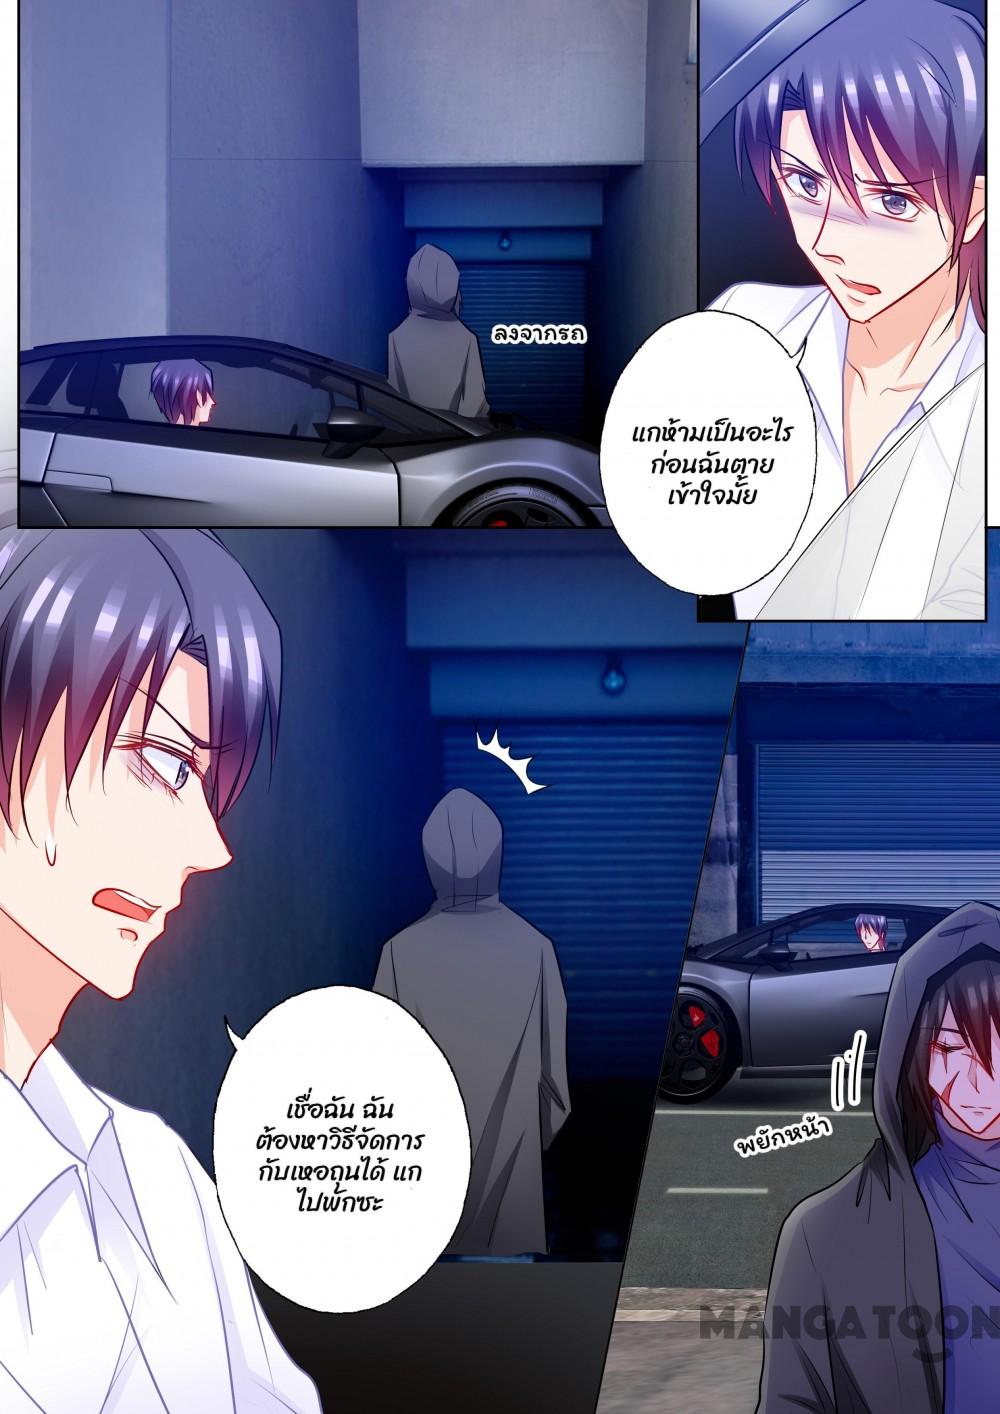 ลงจากรถ
แกห้ามเป็นอะไร
ก่อนฉันตาย
เข้าใจมั้ย
เชื่อฉัน ฉัน
ต้องหาวิธีจัดการ
กับเหอถุนได้ แก
ไปพักซะ
พยักหน้า
MANGATOON